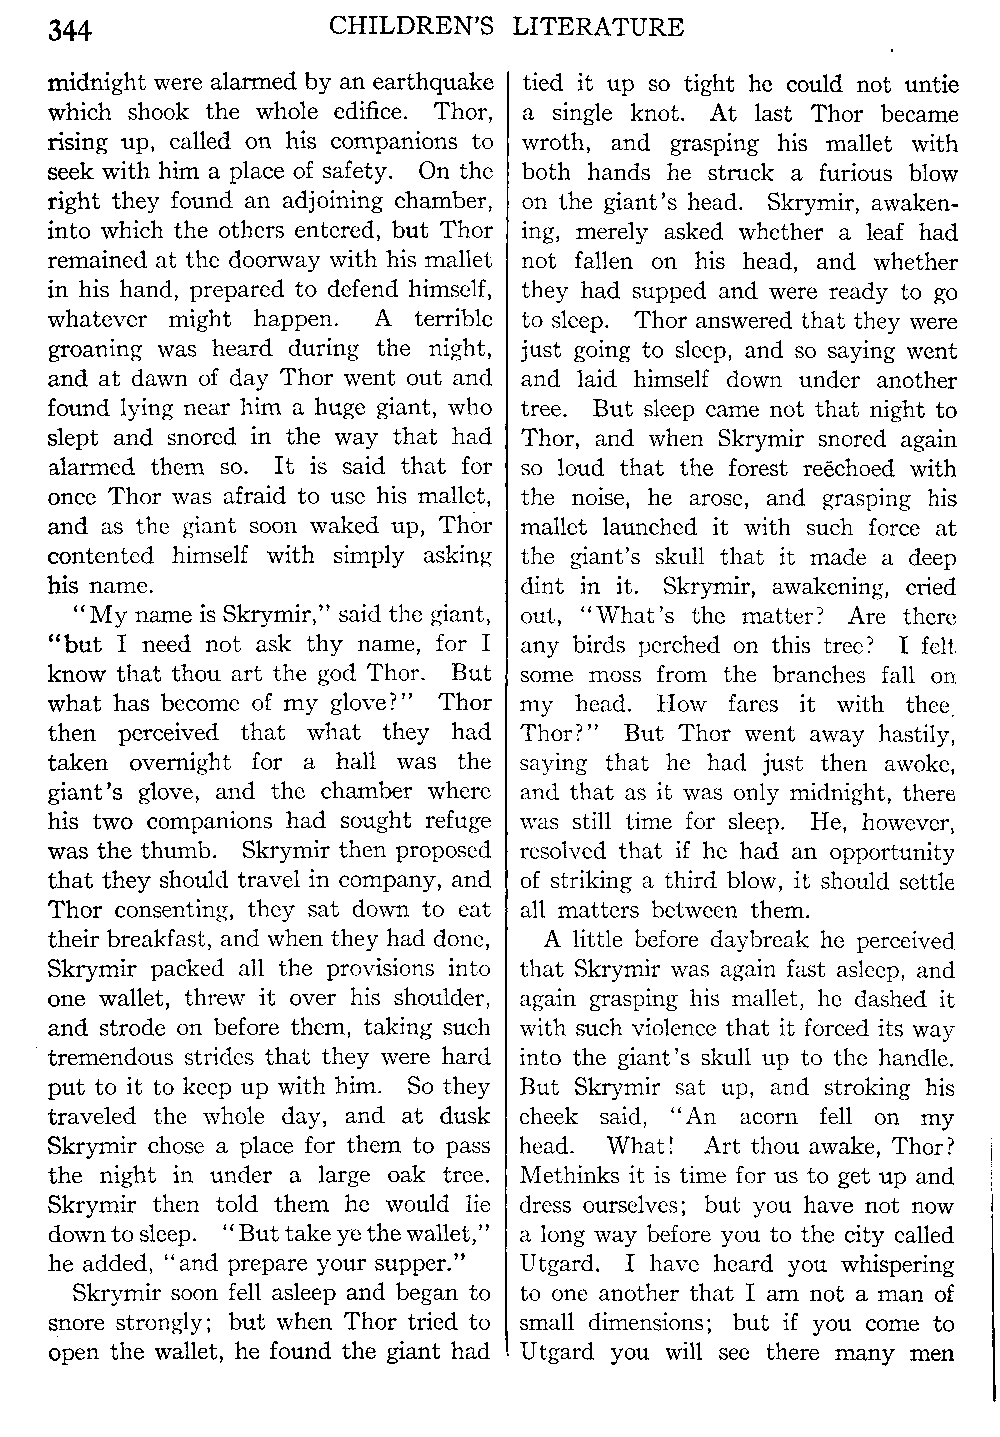 344 CHILDREN'S LITERATURE
midnight were alarmed by an earthquake
which shook the whole edifice. Thor,
rising up, called on his companions to
seek with him a place of safety. On the
right they found an adjoining chamber,
into which the others entered, but Thor
remained at the doorway with his mallet
in his hand, prepared to defend himself,
whatever might happen. A terrible
groaning was heard during the night,
and at dawn of day Thor went out and
found lying near him a huge giant, who
slept and snored in the way that had
alarmed them so. It is said that for
once Thor was afraid to use his mallet,
and as the giant soon waked up, Thor
contented himself with simply asking
his name.
"My name is Skrymir," said the giant,
"but I need not ask thy name, for I
know that thou art the god Thor. But
what has become of my glove?" Thor
then perceived that what they had
taken overnight for a hall was the
giant's glove, and the chamber where
his two companions had sought refuge
was the thumb. Skrymir then proposed
that they should travel in company, and
Thor consenting, they sat down to eat
their breakfast, and when they had done,
Skrymir packed all the provisions into
one wallet, threw it over his shoulder,
and strode on before them, taking such
tremendous strides that they were hard
put to it to keep up with him. So they
traveled the whole day, and at dusk
Skrymir chose a place for them to pass
the night in under a large oak tree.
Skrymir then told them he would lie
down to sleep. "But take ye the wallet,"
he added, "and prepare your supper."
Skrymir soon fell asleep and began to
snore strongly; but when Thor tried to
open the wallet, he found the giant had
tied it up so tight he could not untie
a single knot. At last Thor became
wroth, and grasping his mallet with
both hands he struck a furious blow
on the giant's head. Skrymir, awaken-
ing, merely asked whether a leaf had
not fallen on his head, and whether
they had supped and were ready to go
to sleep. Thor answered that they were
just going to sleep, and so saying went
and laid himself down under another
tree. But sleep came not that night to
Thor, and when Skrymir snored again
so loud that the forest reëchoed with
the noise, he arose, and grasping his
mallet launched it with such force at
the giant's skull that it made a deep
dint in it. Skrymir, awakening, cried
out, "What's the matter? Are there
any birds perched on this tree? I felt
some moss from the branches fall on
my head. How fares it with thee,
Thor?" But Thor went away hastily,
saying that he had just then awoke,
and that as it was only midnight, there
was still time for sleep. He, however,
resolved that if he had an opportunity
of striking a third blow, it should settle
all matters between them.
A little before daybreak he perceived
that Skrymir was again fast asleep, and
again grasping his mallet, he dashed it
with such violence that it forced its way
into the giant's skull up to the handle.
But Skrymir sat up, and stroking his
cheek said, "An acorn fell on my
head. What! Art thou awake, Thor?
Methinks it is time for us to get up and
dress ourselves; but you have not now
a long way before you to the city called
Utgard. I have heard you whispering
to one another that I am not a man of
small dimensions; but if you come to
Utgard you will see there many men